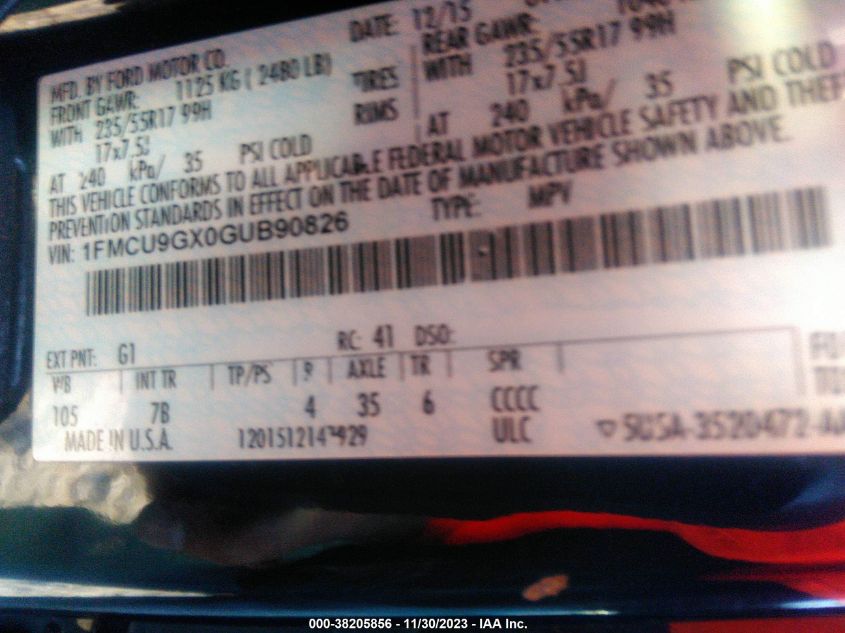 MFD. BY FORD MOTOR CO.
DATE: 12/15
FRONT GAWR: 1125 KG ( 2480 LB)
REAR GAWR:
WITH 235/55R17 99H TIRES
WITH 235/55R17 99H
17x7.5J RIMS
17x7.5J
AT 240 kPa/ 35 PSI COLD
AT 240 kPa/ 35 PSI COLD
THIS VEHICLE CONFORMS TO ALL APPLICABLE FEDERAL MOTOR VEHICLE SAFETY AND THEFT
PREVENTION STANDARDS IN EFFECT ON THE DATE OF MANUFACTURE SHOWN ABOVE.
VIN: 1FMCU9GX0GUB90826 TYPE: MPV
EXT PNT: G1 RC: 41 DSO:
WB INT TR TP/PS R AXLE TR SPR
105 7B 4 35 6 CCCC
MADE IN U.S.A. ULC
000-38205856 - 11/30/2023 - IAA Inc.